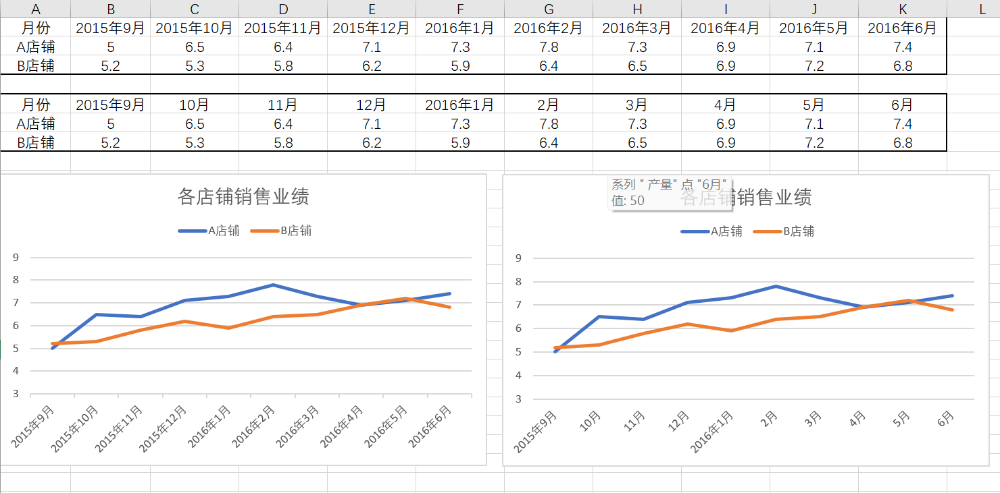 A B C D E F G H I J K L
月份 2015年9月 2015年10月 2015年11月 2015年12月 2016年1月 2016年2月 2016年3月 2016年4月 2016年5月 2016年6月
A店铺 5 6.5 6.4 7.1 7.3 7.8 7.3 6.9 7.1 7.4
B店铺 5.2 5.3 5.8 6.2 5.9 6.4 6.5 6.9 7.2 6.8
月份 2015年9月 10月 11月 12月 2016年1月 2月 3月 4月 5月 6月
A店铺 5 6.5 6.4 7.1 7.3 7.8 7.3 6.9 7.1 7.4
B店铺 5.2 5.3 5.8 6.2 5.9 6.4 6.5 6.9 7.2 6.8
各店铺销售业绩
A店铺 B店铺
9
8
7
6
5
4
3
2015年9月 2015年10月 2015年11月 2015年12月 2016年1月 2016年2月 2016年3月 2016年4月 2016年5月 2016年6月
系列 " 产量" 点 "6月"
值: 50
各店铺销售业绩
A店铺 B店铺
9
8
7
6
5
4
3
2015年9月 10月 11月 12月 2016年1月 2月 3月 4月 5月 6月